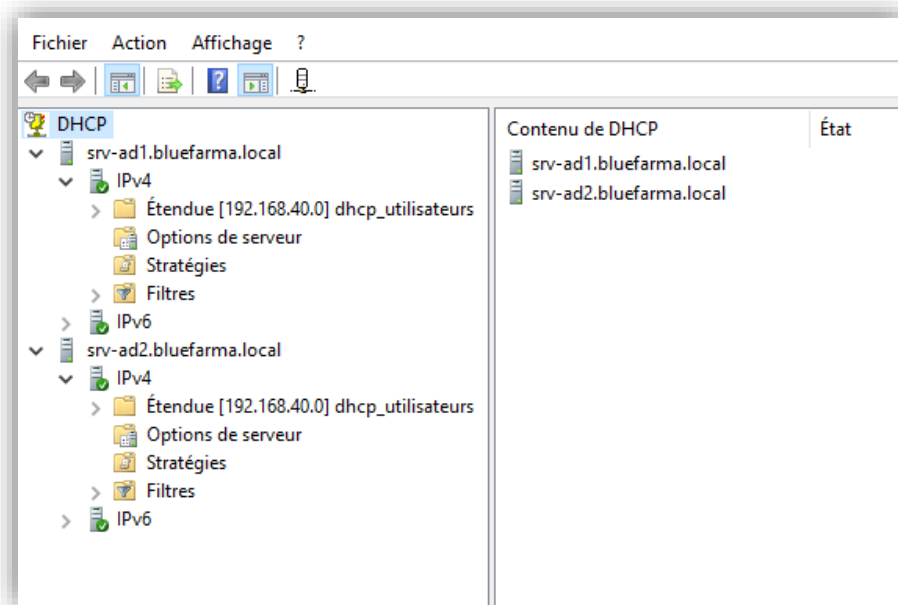 Fichier Action Affichage ?
DHCP
srv-ad1.bluefarma.local
IPv4
Étendue [192.168.40.0] dhcp_utilisateurs
Options de serveur
Stratégies
Filtres
IPv6
srv-ad2.bluefarma.local
IPv4
Étendue [192.168.40.0] dhcp_utilisateurs
Options de serveur
Stratégies
Filtres
IPv6
Contenu de DHCP État
srv-ad1.bluefarma.local
srv-ad2.bluefarma.local